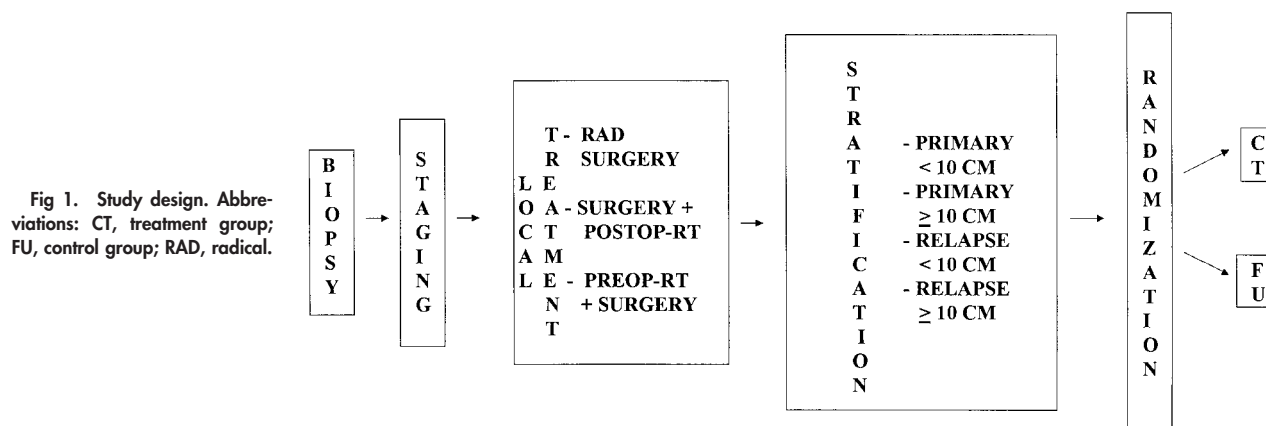 Fig 1. Study design. Abbre-
viations: CT, treatment group;
FU, control group; RAD, radical.
BIOPSY
STAGING
LOCAL
TREATMENT
- RAD
SURGERY
- SURGERY +
POSTOP-RT
- PREOP-RT
+ SURGERY
STRATIFICATION
- PRIMARY
< 10 CM
- PRIMARY
≥ 10 CM
- RELAPSE
< 10 CM
- RELAPSE
≥ 10 CM
RANDOMIZATION
CT
FU